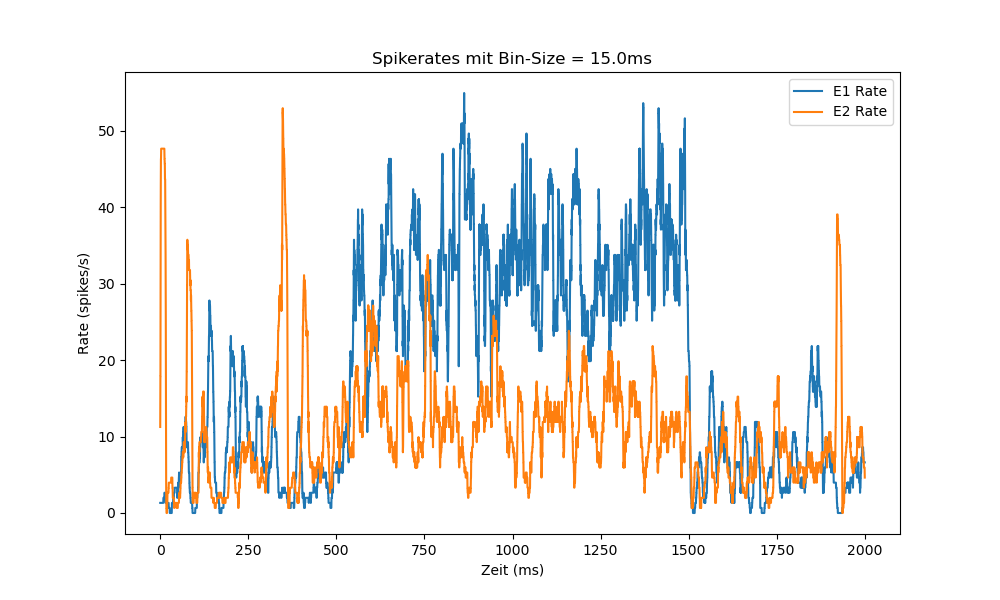 Spikerates mit Bin-Size = 15.0ms
E1 Rate
E2 Rate
50
40
30
20
10
0
Rate (spikes/s)
0 250 500 750 1000 1250 1500 1750 2000
Zeit (ms)